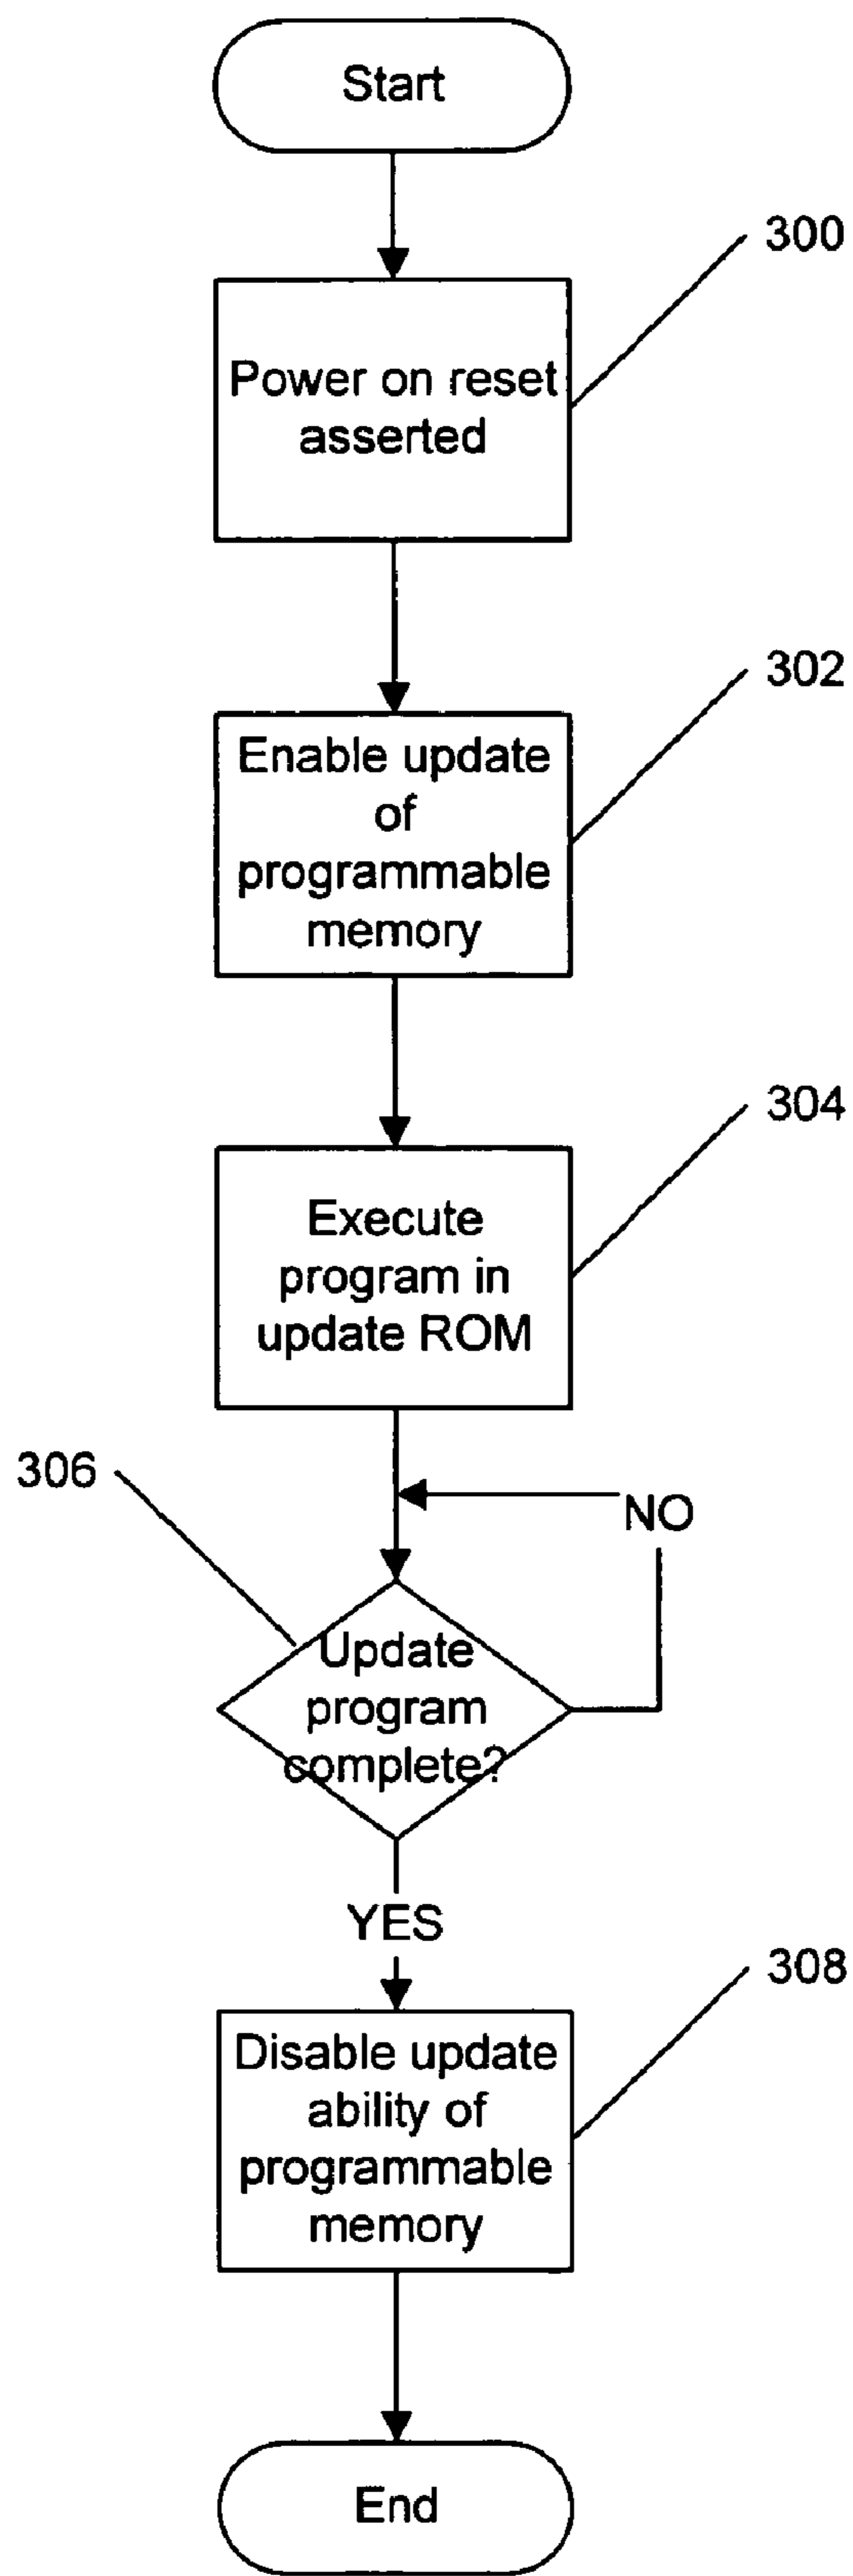 Start
300
Power on reset
asserted
302
Enable update
of
programmable
memory
304
Execute
program in
update ROM
306
NO
Update
program
complete?
YES
308
Disable update
ability of
programmable
memory
End